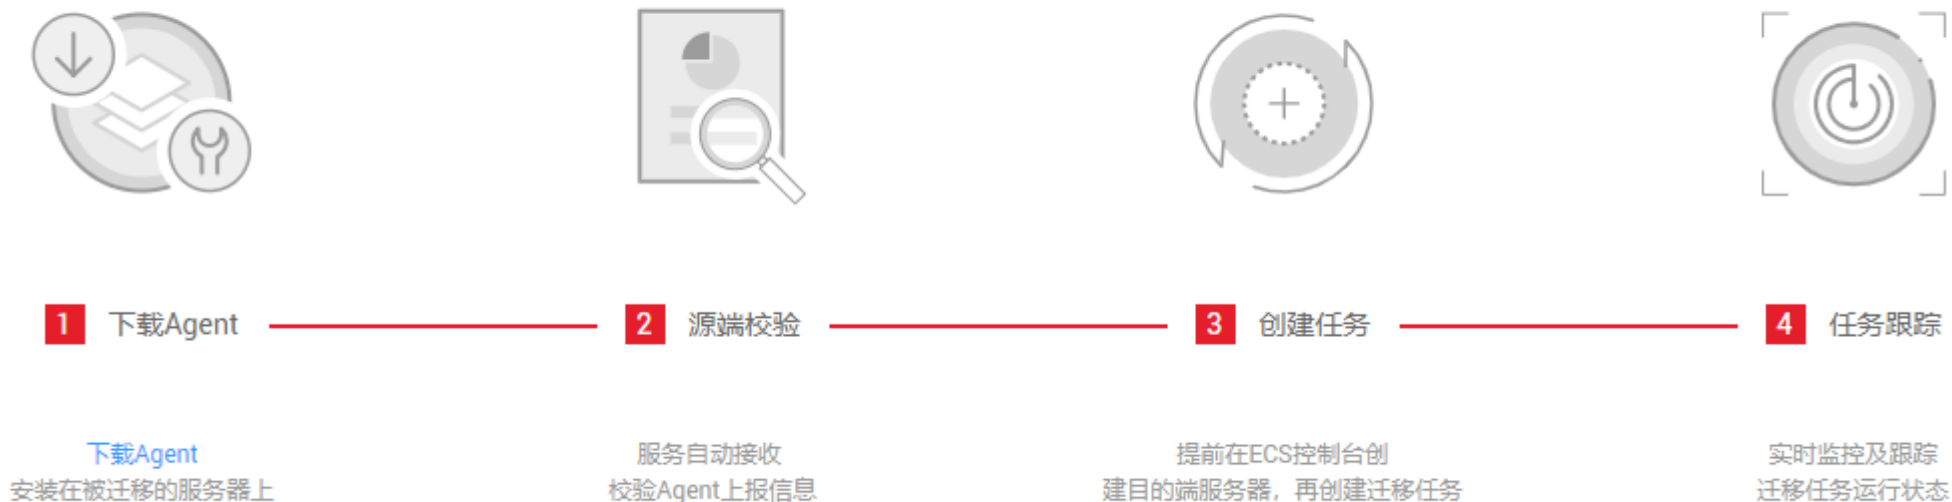 1 下载Agent
2 源端校验
3 创建任务
4 任务跟踪
下载Agent
安装在被迁移的服务器上
服务自动接收
校验Agent上报信息
提前在ECS控制台创
建目的端服务器，再创建迁移任务
实时监控及跟踪
迁移任务运行状态